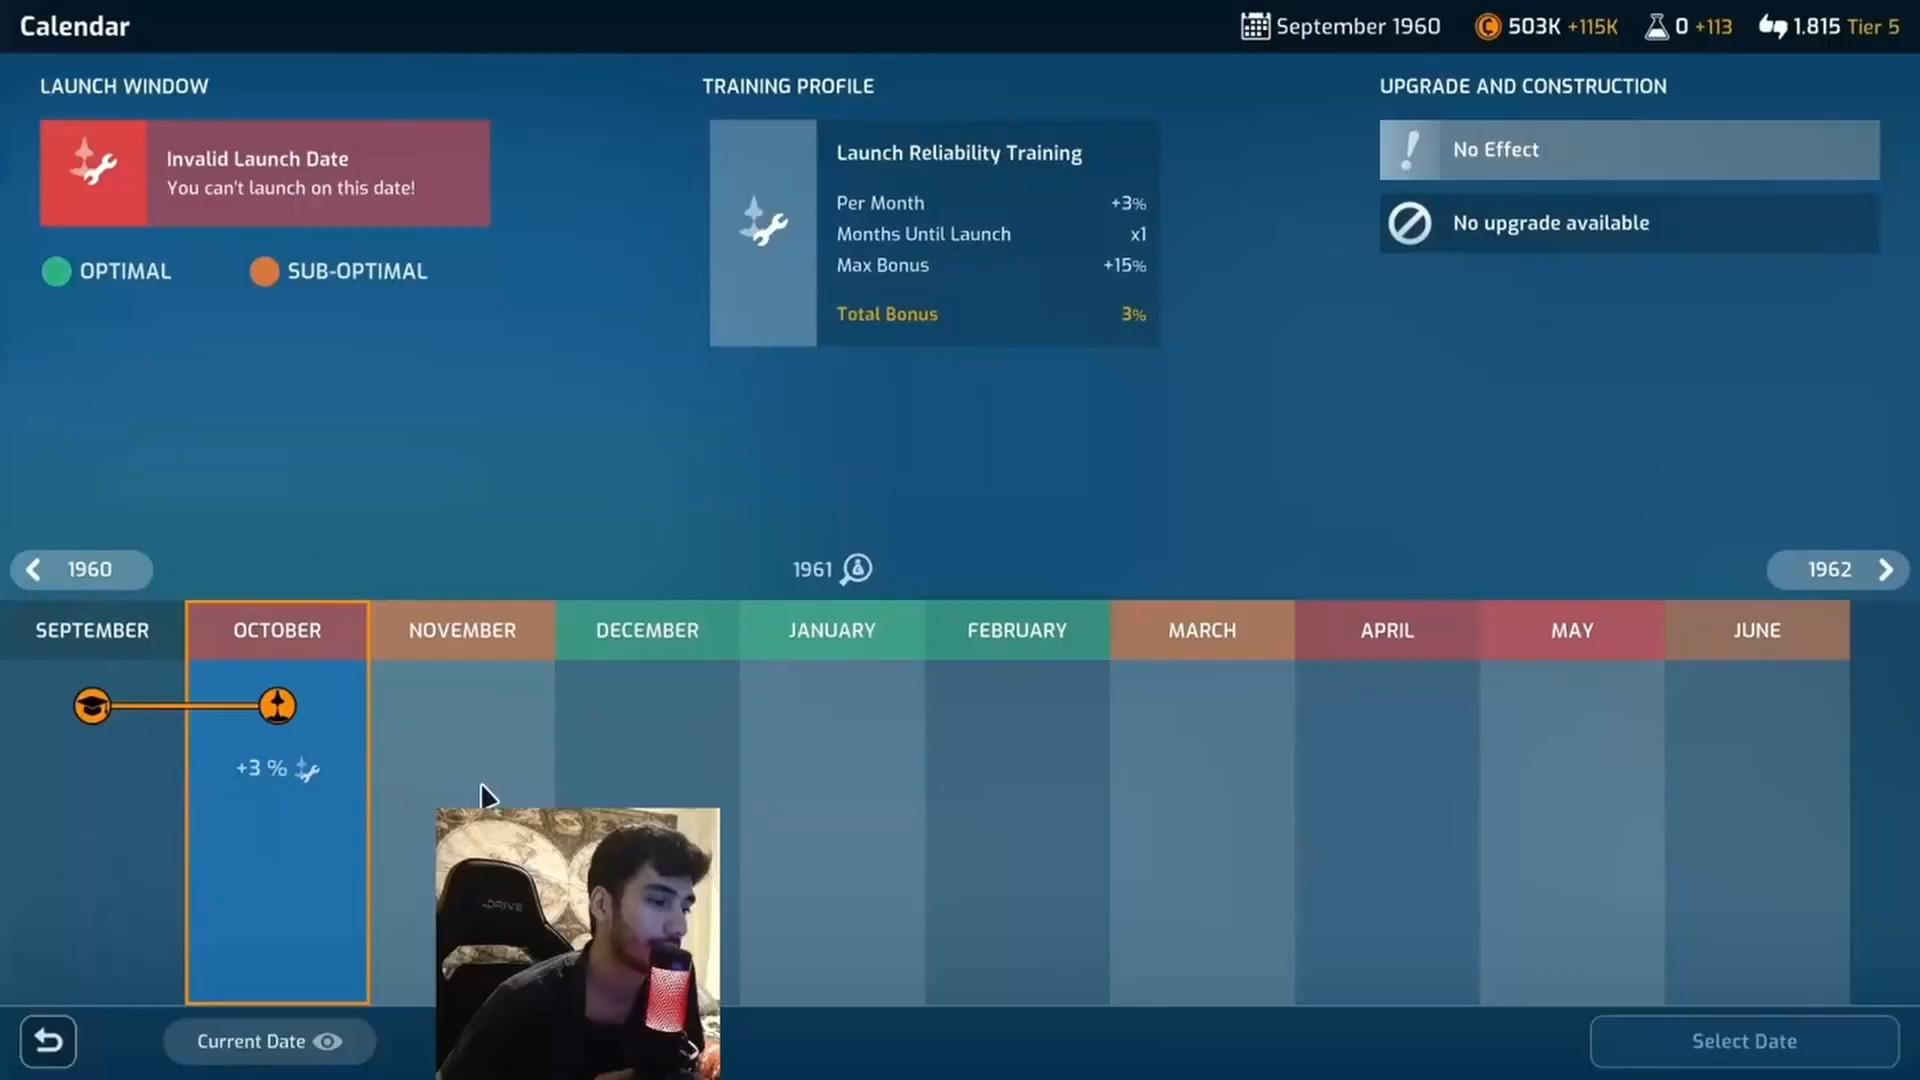 Calendar
September 1960
503K +115K
0 +113
1.815 Tier 5
LAUNCH WINDOW
Invalid Launch Date
You can't launch on this date!
OPTIMAL
SUB-OPTIMAL
TRAINING PROFILE
Launch Reliability Training
Per Month +3%
Months Until Launch x1
Max Bonus +15%
Total Bonus 3%
UPGRADE AND CONSTRUCTION
No Effect
No upgrade available
1960
1961
1962
SEPTEMBER
OCTOBER
NOVEMBER
DECEMBER
JANUARY
FEBRUARY
MARCH
APRIL
MAY
JUNE
+3 %
DRIVE
Current Date
Select Date